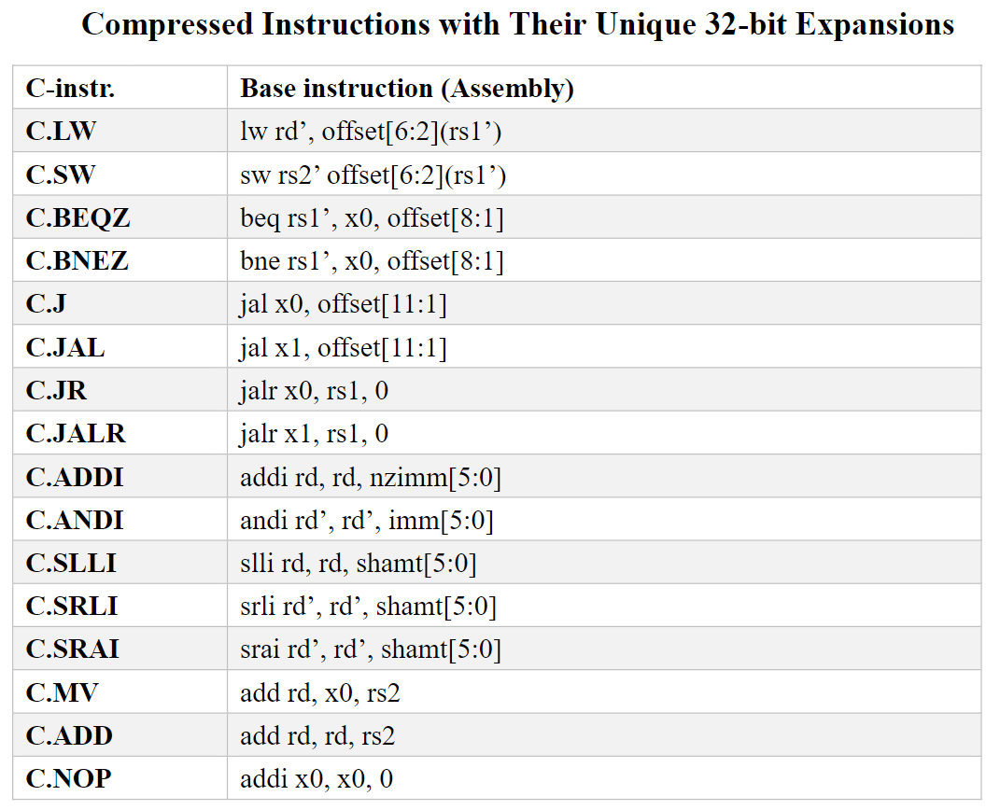 Compressed Instructions with Their Unique 32-bit Expansions
C-instr. Base instruction (Assembly)
C.LW lw rd’, offset[6:2](rs1’)
C.SW sw rs2’ offset[6:2](rs1’)
C.BEQZ beq rs1’, x0, offset[8:1]
C.BNEZ bne rs1’, x0, offset[8:1]
C.J jal x0, offset[11:1]
C.JAL jal x1, offset[11:1]
C.JR jalr x0, rs1, 0
C.JALR jalr x1, rs1, 0
C.ADDI addi rd, rd, nzimm[5:0]
C.ANDI andi rd’, rd’, imm[5:0]
C.SLLI slli rd, rd, shamt[5:0]
C.SRLI srli rd’, rd’, shamt[5:0]
C.SRAI srai rd’, rd’, shamt[5:0]
C.MV add rd, x0, rs2
C.ADD add rd, rd, rs2
C.NOP addi x0, x0, 0